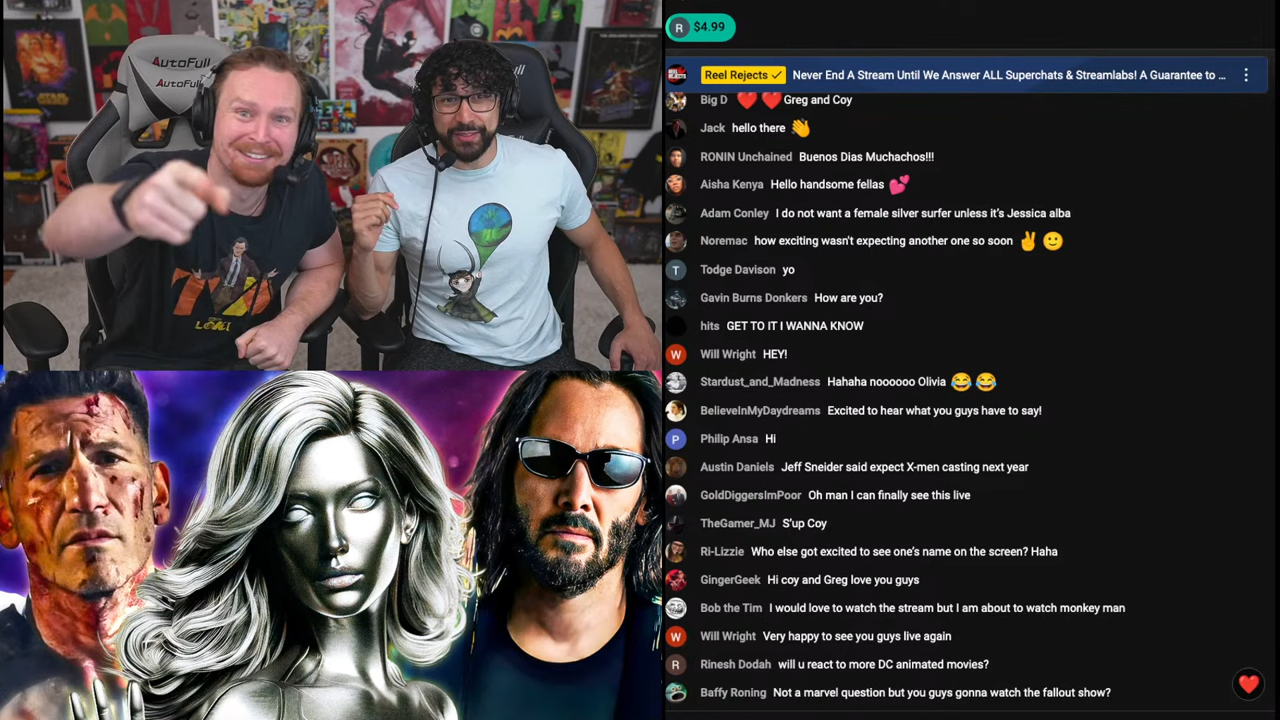 R $4.99
Reel Rejects Never End A Stream Until We Answer ALL Superchats & Streamlabs! A Guarantee to ...
Big D ❤️ ❤️ Greg and Coy
Jack hello there 👋
RONIN Unchained Buenos Dias Muchachos!!!
Aisha Kenya Hello handsome fellas 💕
Adam Conley I do not want a female silver surfer unless it's Jessica alba
Noremac how exciting wasn't expecting another one so soon ✌️ 🙂
T Todge Davison yo
Gavin Burns Donkers How are you?
hits GET TO IT I WANNA KNOW
W Will Wright HEY!
Stardust_and_Madness Hahaha noooooo Olivia 😂 😂
BelieveInMyDaydreams Excited to hear what you guys have to say!
P Philip Ansa Hi
Austin Daniels Jeff Sneider said expect X-men casting next year
GoldDiggersImPoor Oh man I can finally see this live
TheGamer_MJ S'up Coy
Ri-Lizzie Who else got excited to see one's name on the screen? Haha
GingerGeek Hi coy and Greg love you guys
Bob the Tim I would love to watch the stream but I am about to watch monkey man
W Will Wright Very happy to see you guys live again
R Rinesh Dodah will u react to more DC animated movies?
Baffy Roning Not a marvel question but you guys gonna watch the fallout show?
AutoFull
AutoFull
LOKI